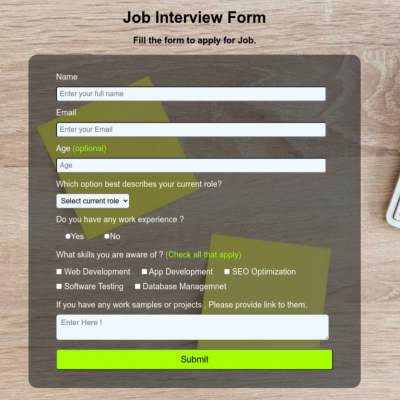 Job Interview Form
Fill the form to apply for Job.
Name
Enter your full name
Email
Enter your Email
Age (optional)
Age
Which option best describes your current role?
Select current role
Do you have any work experience ?
Yes No
What skills you are aware of ? (Check all that apply)
Web Development App Development SEO Optimization
Software Testing Database Managemnet
If you have any work samples or projects , Please provide link to them.
Enter Here !
Submit